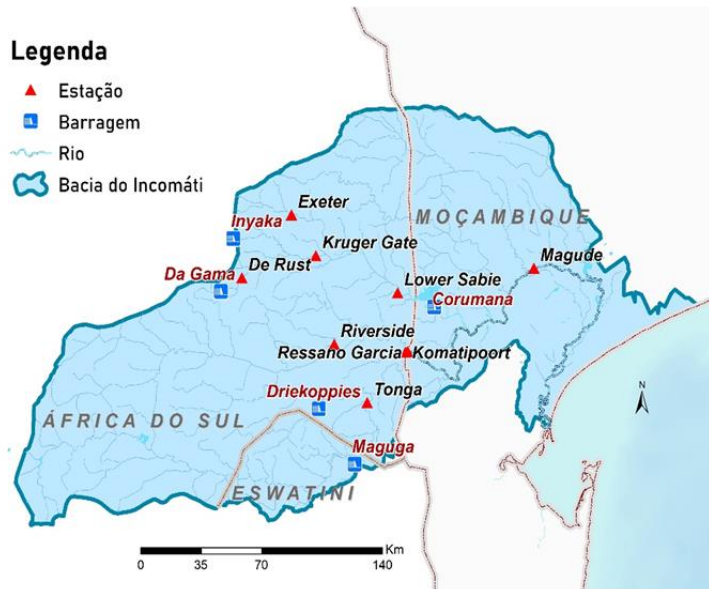 Legenda
Estação
Barragem
Rio
Bacia do Incomáti
Exeter
Inyaka
MOÇAMBIQUE
Kruger Gate
Magude
De Rust
Da Gama
Lower Sabie
Corumana
Riverside
Ressano Garcia
Komatipoort
Driekoppies
Tonga
ÁFRICA DO SUL
Maguga
ESWATINI
N
Km
0 35 70 140